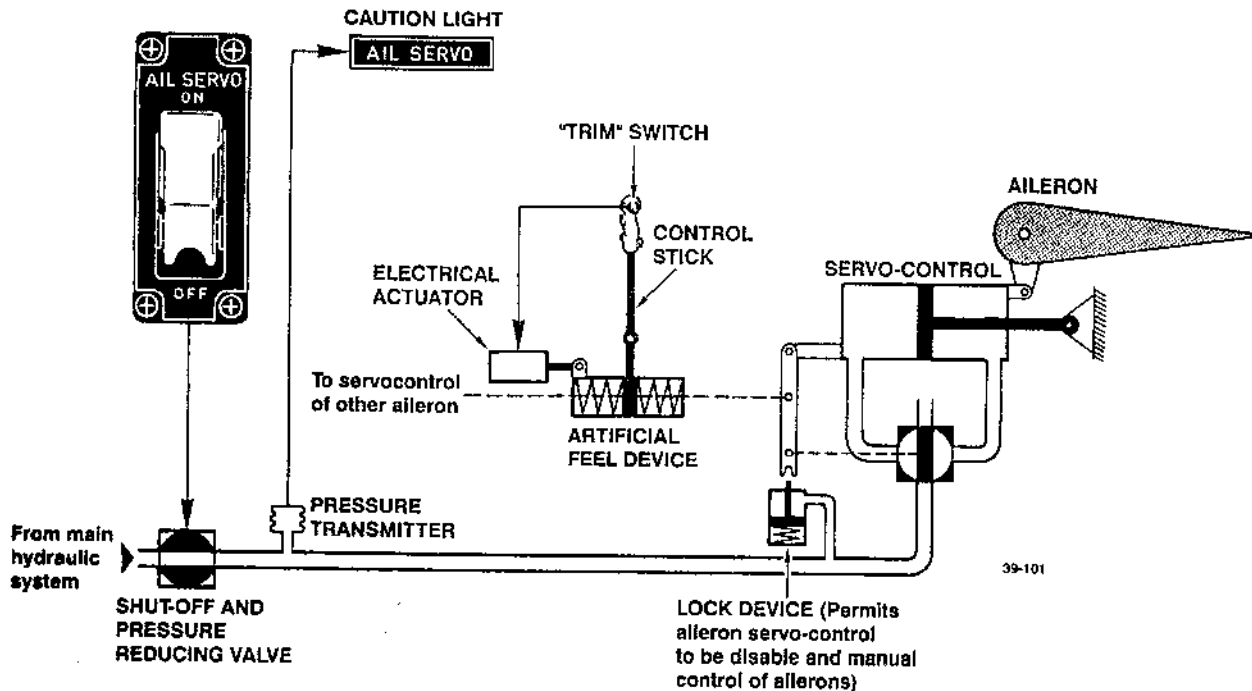 CAUTION LIGHT
AIL SERVO
AIL SERVO
ON
OFF
"TRIM" SWITCH
CONTROL
STICK
ELECTRICAL
ACTUATOR
AILERON
SERVO-CONTROL
To servocontrol
of other aileron
ARTIFICIAL
FEEL DEVICE
PRESSURE
TRANSMITTER
From main
hydraulic
system
SHUT-OFF AND
PRESSURE
REDUCING VALVE
39-101
LOCK DEVICE (Permits
aileron servo-control
to be disable and manual
control of ailerons)